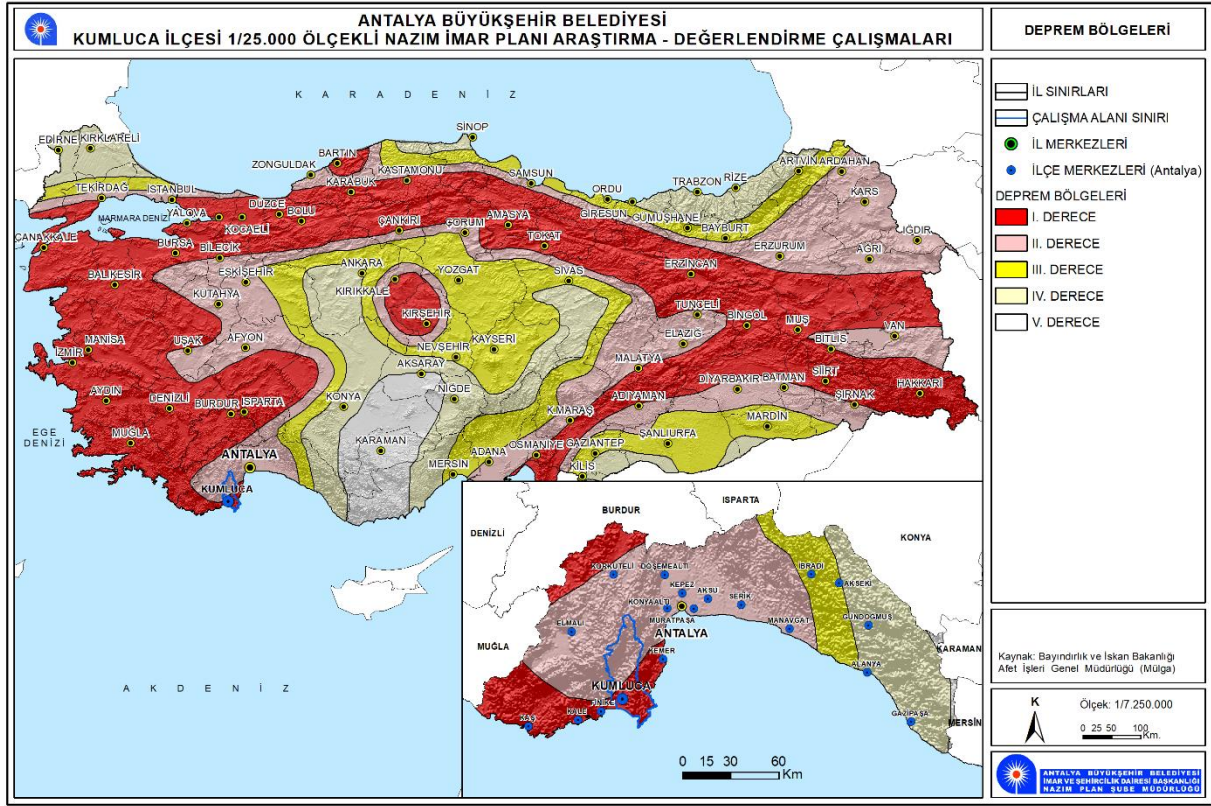 ANTALYA BÜYÜKŞEHİR BELEDİYESİ
KUMLUCA İLÇESİ 1/25.000 ÖLÇEKLİ NAZIM İMAR PLANI ARAŞTIRMA - DEĞERLENDİRME ÇALIŞMALARI
DEPREM BÖLGELERİ
KARADENİZ
SİNOP
EDİRNE
KIRKLARELİ
BARTIN
ZONGULDAK
KASTAMONU
KARABÜK
SAMSUN
ARTVİN
ARDAHAN
TEKİRDAĞ
İSTANBUL
RİZE
TRABZON
ORDU
KARS
YALOVA
DÜZCE
KOCAELİ
BOLU
MARMARA DENİZİ
AMASYA
GİRESUN
GÜMÜŞHANE
BAYBURT
ÇANKIRI
ÇORUM
TOKAT
IĞDIR
ÇANAKKALE
BURSA
BİLECİK
ERZURUM
AĞRI
BALIKESİR
ESKİŞEHİR
ANKARA
YOZGAT
SİVAS
ERZİNCAN
KÜTAHYA
KIRIKKALE
KIRŞEHİR
TUNCELİ
BİNGÖL
MUŞ
MANİSA
UŞAK
AFYON
NEVŞEHİR
KAYSERİ
ELAZIĞ
BİTLİS
VAN
İZMİR
AKSARAY
MALATYA
AYDIN
DENİZLİ
BURDUR
ISPARTA
KONYA
NİĞDE
DİYARBAKIR
BATMAN
SİİRT
HAKKARİ
ADIYAMAN
ŞIRNAK
K.MARAŞ
EGE
DENİZİ
MUĞLA
KARAMAN
MARDİN
ANTALYA
MERSİN
ADANA
OSMANİYE
GAZİANTEP
ŞANLIURFA
KİLİS
KUMLUCA
AKDENİZ
ISPARTA
BURDUR
DENİZLİ
KONYA
KORKUTELİ
DÖŞEMEALTI
İBRADI
AKSEKİ
KEPEZ
AKSU
SERİK
KONYAALTI
MURATPAŞA
GÜNDOĞMUŞ
ELMALI
ANTALYA
MANAVGAT
MUĞLA
KARAMAN
KEMER
ALANYA
KUMLUCA
FİNİKE
KAŞ
KALE
GAZİPAŞA
MERSİN
0 15 30 60
Km
İL SINIRLARI
ÇALIŞMA ALANI SINIRI
İL MERKEZLERİ
İLÇE MERKEZLERİ (Antalya)
DEPREM BÖLGELERİ
I. DERECE
II. DERECE
III. DERECE
IV. DERECE
V. DERECE
Kaynak: Bayındırlık ve İskan Bakanlığı
Afet İşleri Genel Müdürlüğü (Mülga)
K
Ölçek: 1/7.250.000
0 25 50 100
Km.
ANTALYA BÜYÜKŞEHİR BELEDİYESİ
İMAR VE ŞEHİRCİLİK DAİRESİ BAŞKANLIĞI
NAZIM PLAN ŞUBE MÜDÜRLÜĞÜ